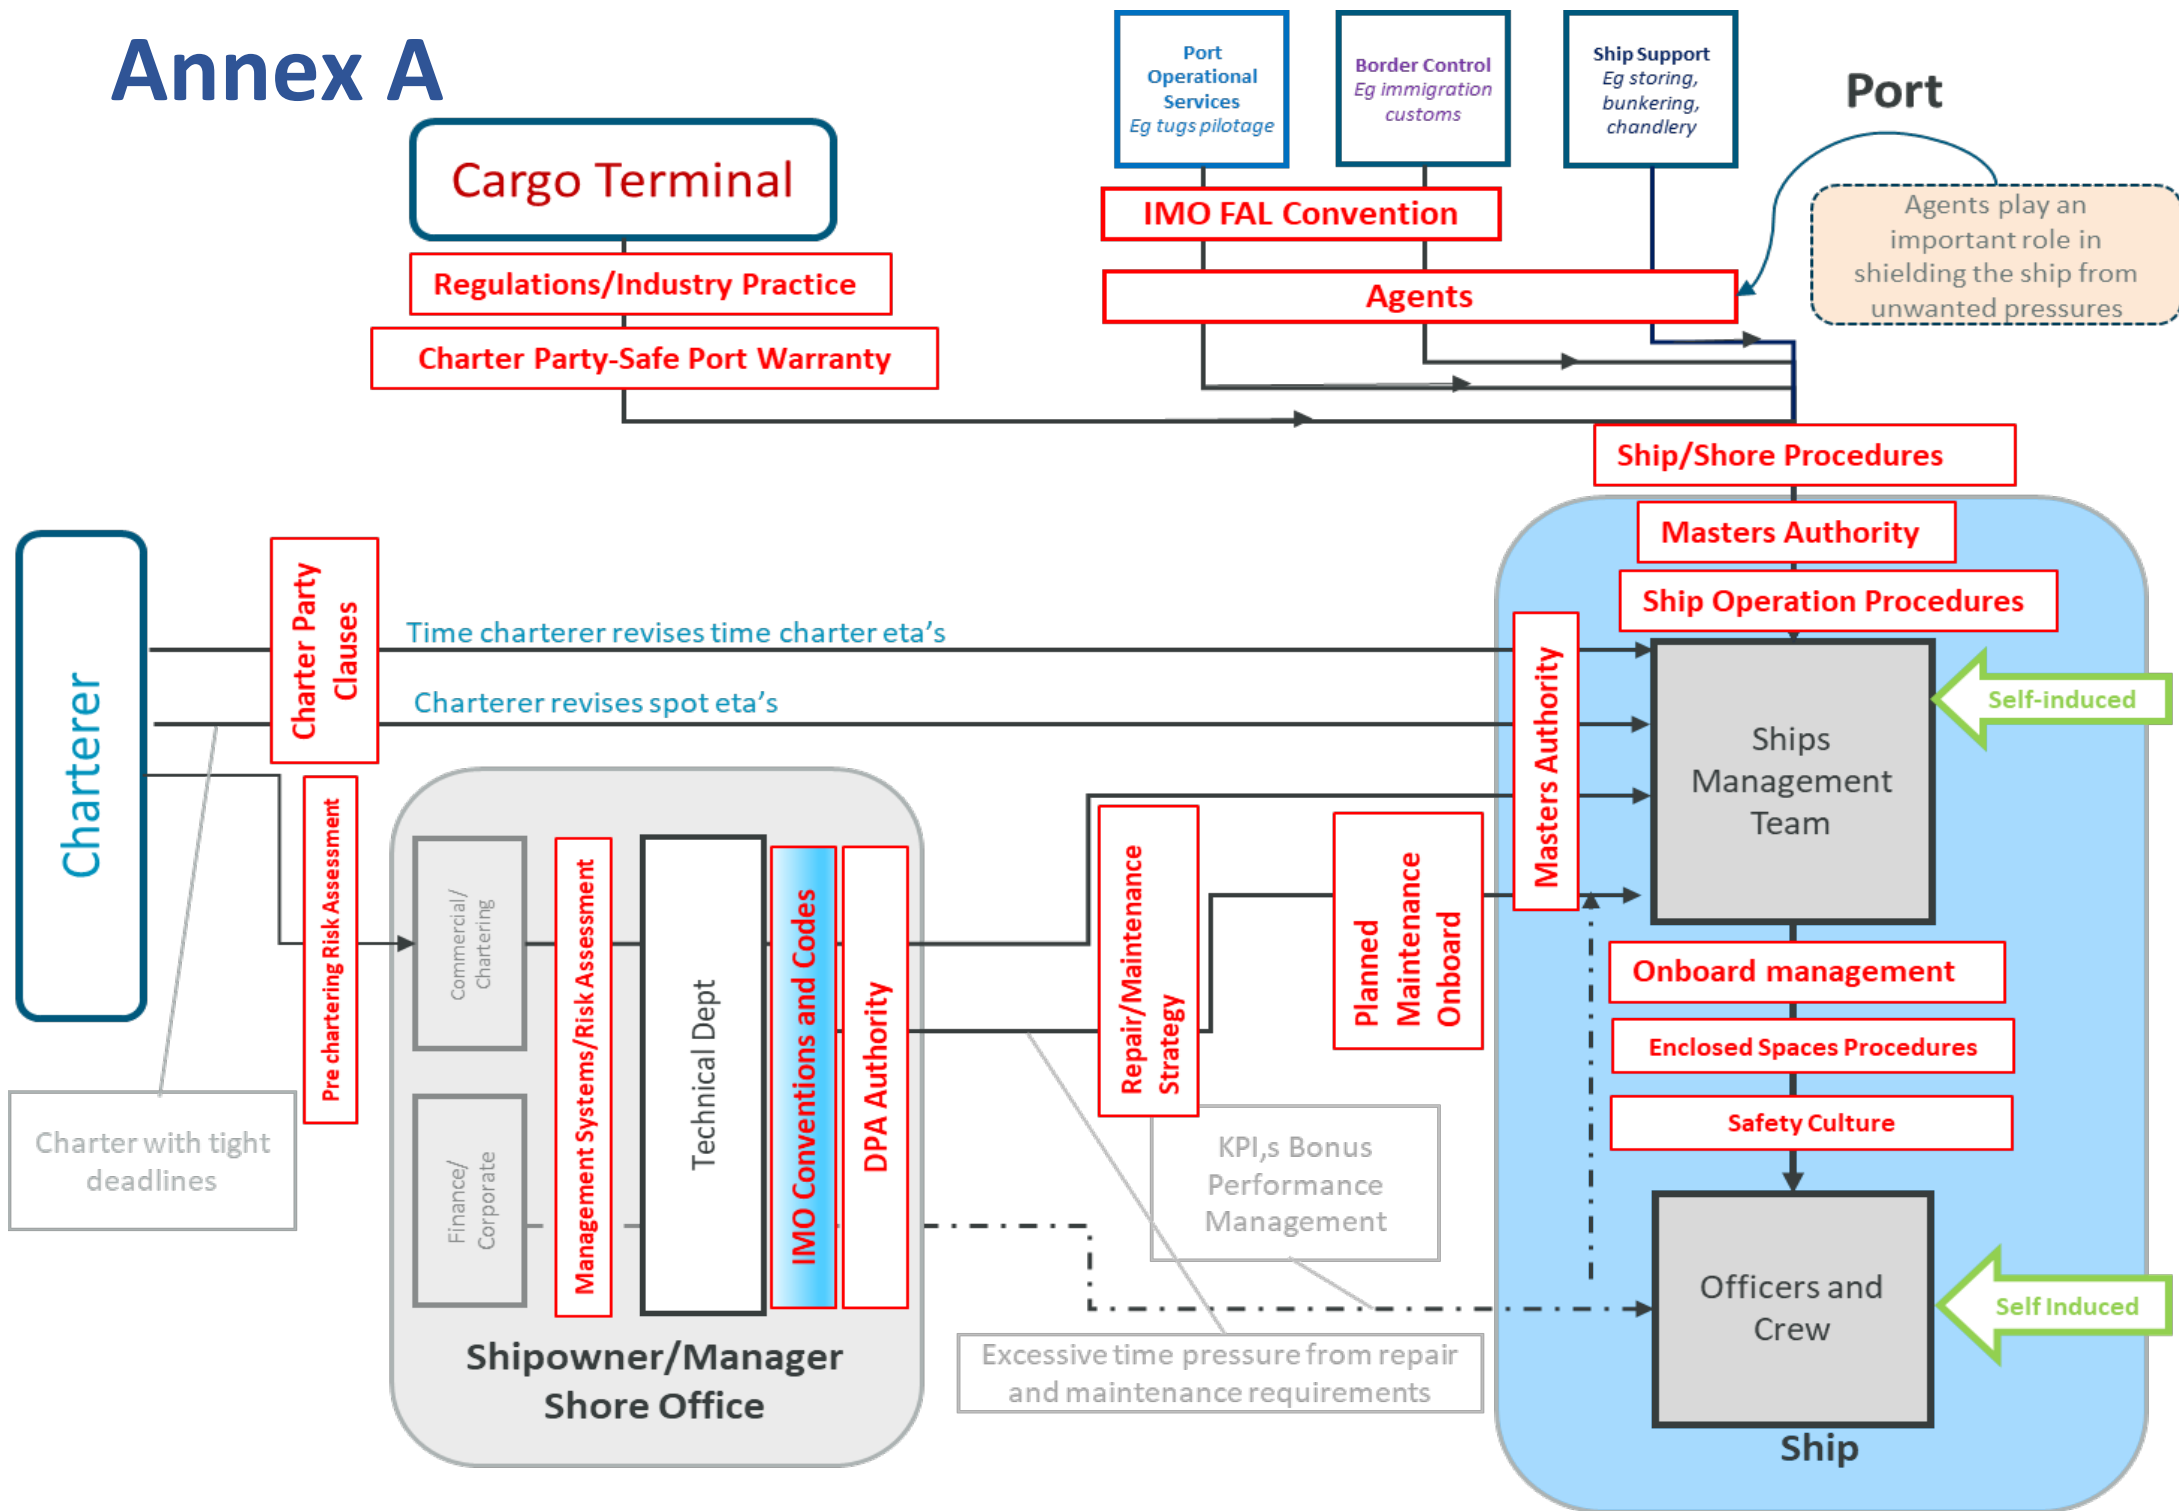 Annex A
Port
Operational
Services
Eg tugs pilotage
Border Control
Eg immigration
customs
Ship Support
Eg storing,
bunkering,
chandlery
Port
Cargo Terminal
IMO FAL Convention
Agents play an
important role in
shielding the ship from
unwanted pressures
Regulations/Industry Practice
Agents
Charter Party-Safe Port Warranty
Ship/Shore Procedures
Masters Authority
Ship Operation Procedures
Charterer
Charter Party
Clauses
Time charterer revises time charter eta's
Charterer revises spot eta's
Masters Authority
Ships
Management
Team
Self-induced
Pre chartering Risk Assessment
Commercial/
Chartering
Finance/
Corporate
Management Systems/Risk Assessment
Technical Dept
IMO Conventions and Codes
DPA Authority
Repair/Maintenance
Strategy
Planned
Maintenance
Onboard
Onboard management
Enclosed Spaces Procedures
Safety Culture
Charter with tight
deadlines
KPI,s Bonus
Performance
Management
Officers and
Crew
Self Induced
Shipowner/Manager
Shore Office
Excessive time pressure from repair
and maintenance requirements
Ship